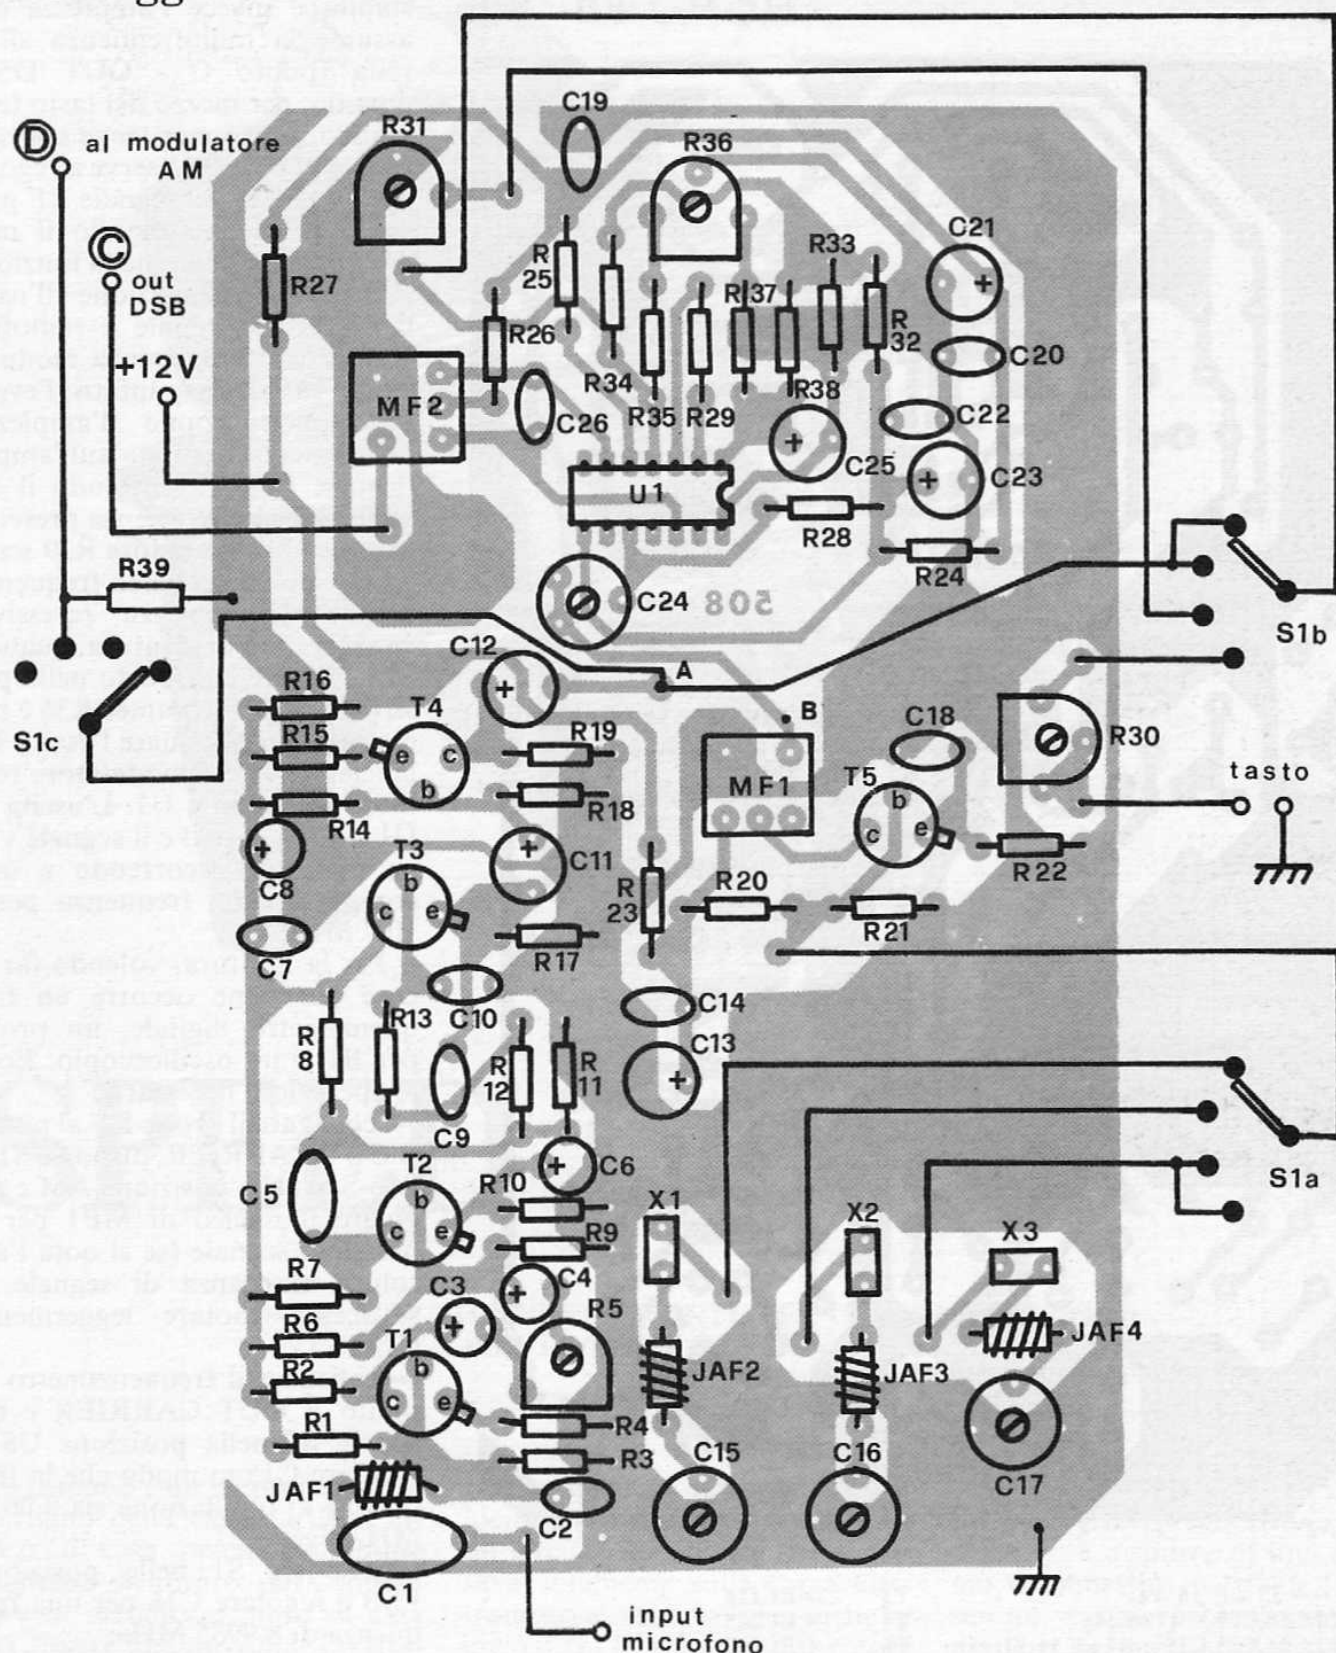 C19
R31
R36
D al modulatore
AM
C21
R33
C
out
DSB
R
25
R27
R37
R26
R
32
+12V
C20
R34
R38
MF2
C26
R35
R29
C22
C25
C23
U1
R28
R39
R24
C24
508
S1b
C12
A
R16
T4
B
C18
S1c
R15
e
c
R19
R30
MF1
T5
tasto
b
b
R18
R14
c
e
T3
C11
C8
b
R22
R
23
R20
c
e
R21
C7
R17
C14
R13
C10
R
8
C13
R
12
R
11
C9
T2
C6
C5
b
R10
X1
X2
S1a
c
e
R9
X3
R7
C3
C4
R5
R6
T1
JAF4
R2
b
JAF2
JAF3
c
e
R1
R4
R3
C15
C16
C17
JAF1
C2
C1
input
microfono